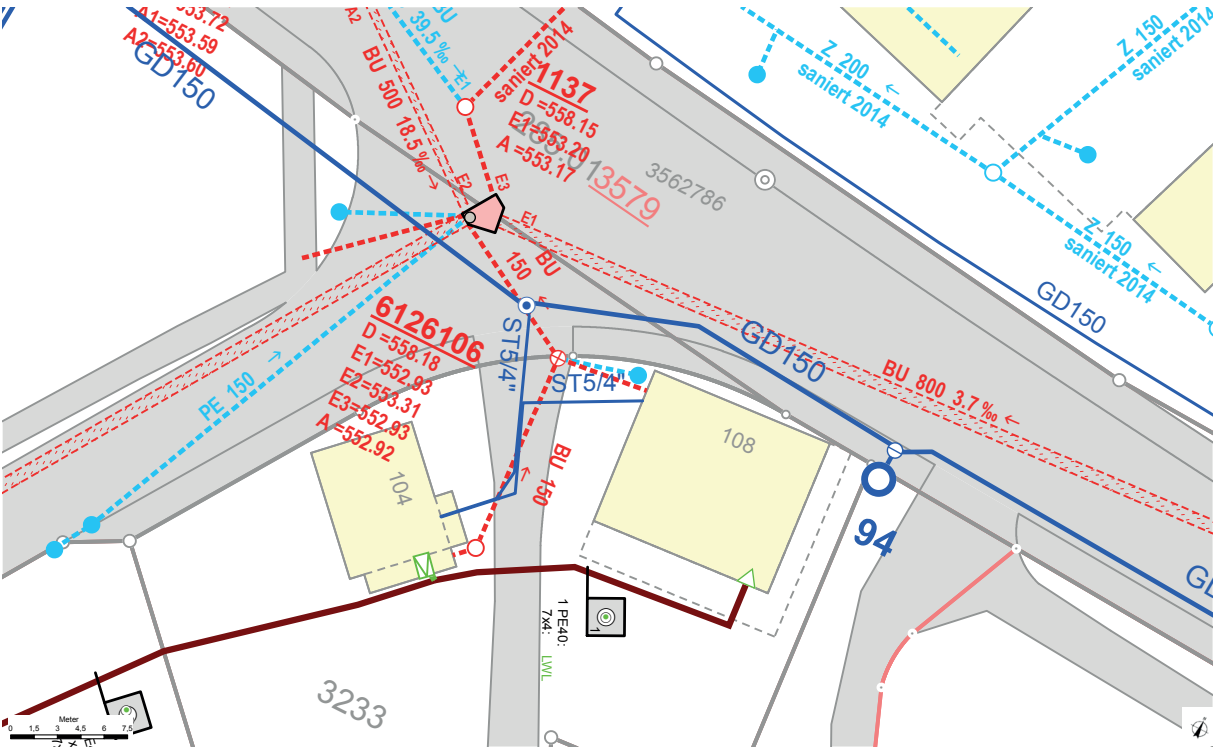 553.72
A1=553.59
A2=553.60
GD150
A2
BU 500 18.5 ‰ →
BU
39.5 ‰ →
E1
saniert 2014
1137
D =558.15
E1=553.20
A =553.17
3579
3562786
E2
E3
E1
BU
150
Z 200
saniert 2014
←
Z 150
saniert 2014
Z 150
saniert 2014
←
GD150
6126106
D =558.18
E1=552.93
E2=553.31
E3=552.93
A =552.92
PE 150
→
ST5/4"
ST5/4"
GD150
BU 800 3.7 ‰ ←
BU 150
→
104
108
94
1 PE40:
7x4:
LWL
1
3233
Meter
0 1,5 3 4,5 6 7,5